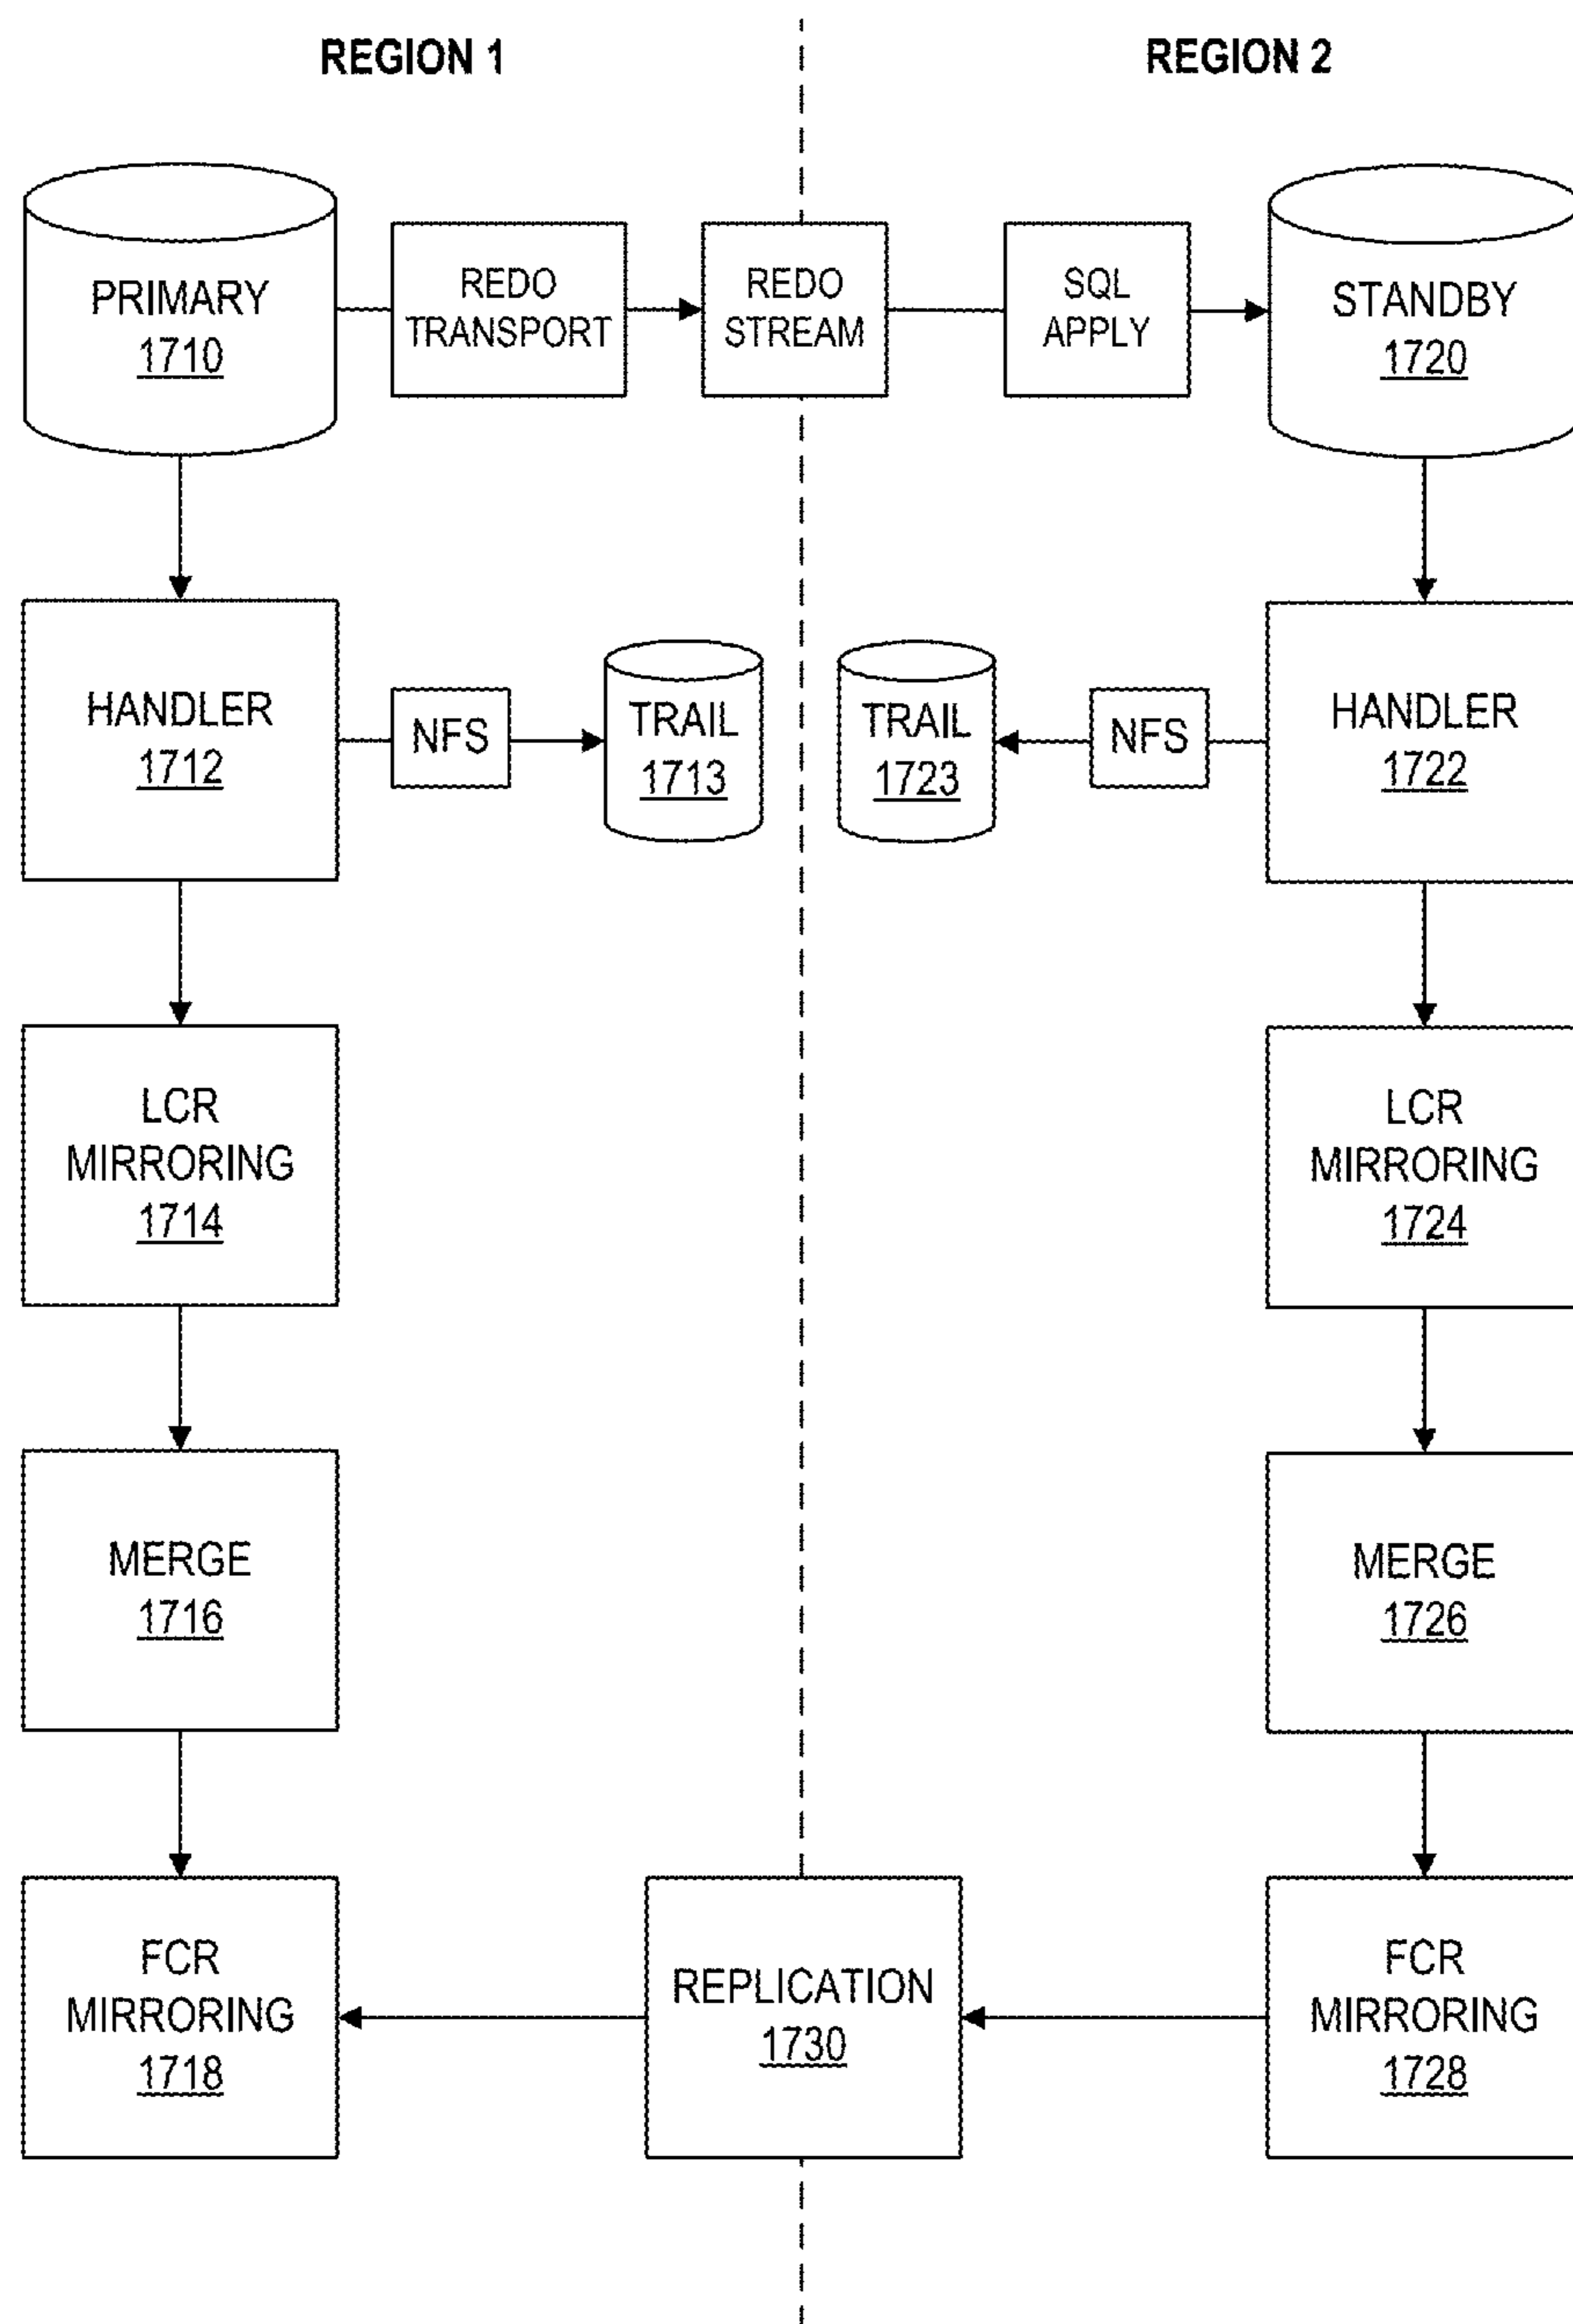 REGION 1
REGION 2
PRIMARY
1710
REDO
TRANSPORT
REDO
STREAM
SQL
APPLY
STANDBY
1720
HANDLER
1712
NFS
TRAIL
1713
TRAIL
1723
NFS
HANDLER
1722
LCR
MIRRORING
1714
LCR
MIRRORING
1724
MERGE
1716
MERGE
1726
FCR
MIRRORING
1718
REPLICATION
1730
FCR
MIRRORING
1728